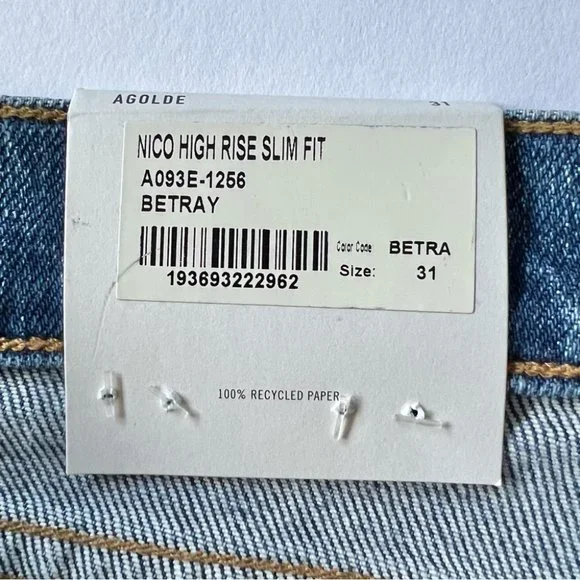 AGOLDE 31
NICO HIGH RISE SLIM FIT
A093E-1256
BETRAY
Color Code: BETRA
Size: 31
193693222962
100% RECYCLED PAPER